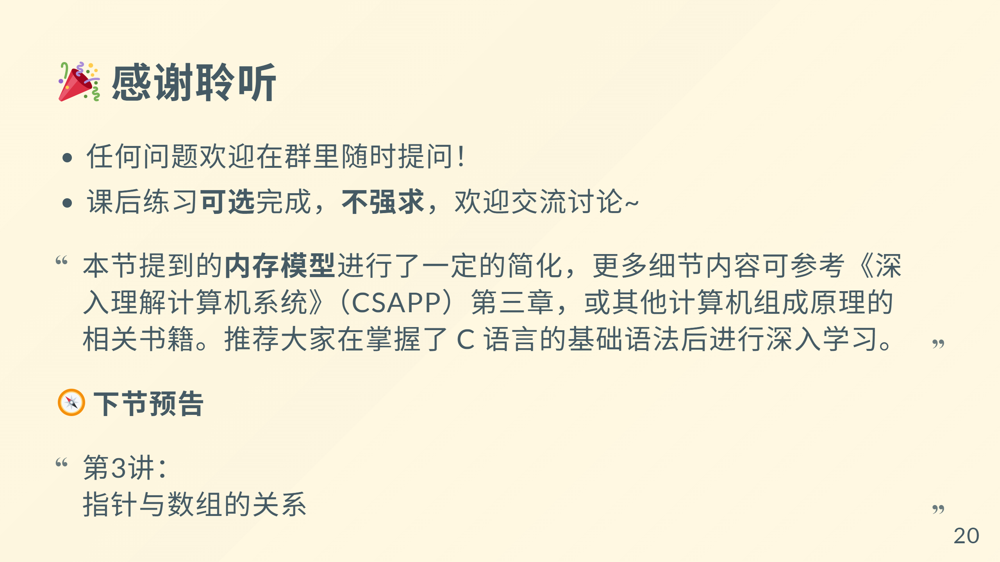 🎉 感谢聆听
• 任何问题欢迎在群里随时提问！
• 课后练习可选完成，不强求，欢迎交流讨论~
“ 本节提到的内存模型进行了一定的简化，更多细节内容可参考《深
入理解计算机系统》（CSAPP）第三章，或其他计算机组成原理的
相关书籍。推荐大家在掌握了 C 语言的基础语法后进行深入学习。 ”
🧭 下节预告
“ 第3讲：
指针与数组的关系 ”
20